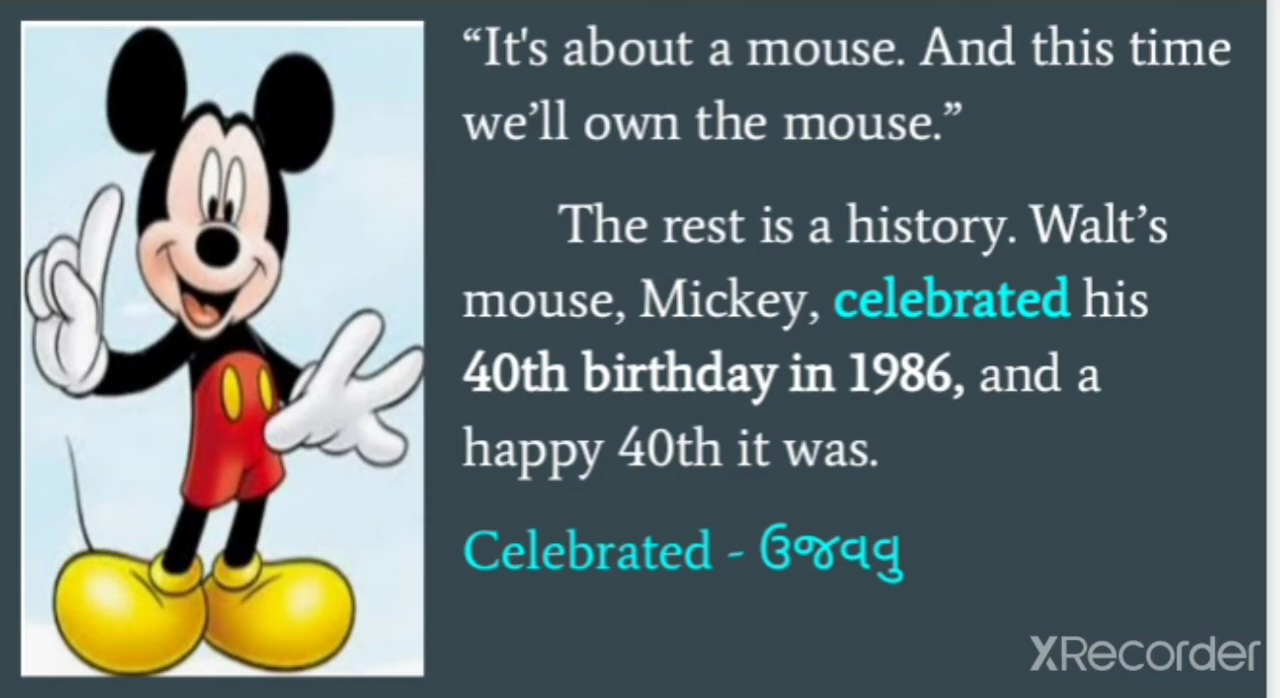 “It's about a mouse. And this time
we’ll own the mouse.”
The rest is a history. Walt’s
mouse, Mickey, celebrated his
40th birthday in 1986, and a
happy 40th it was.
Celebrated - ઉજવવુ
XRecorder